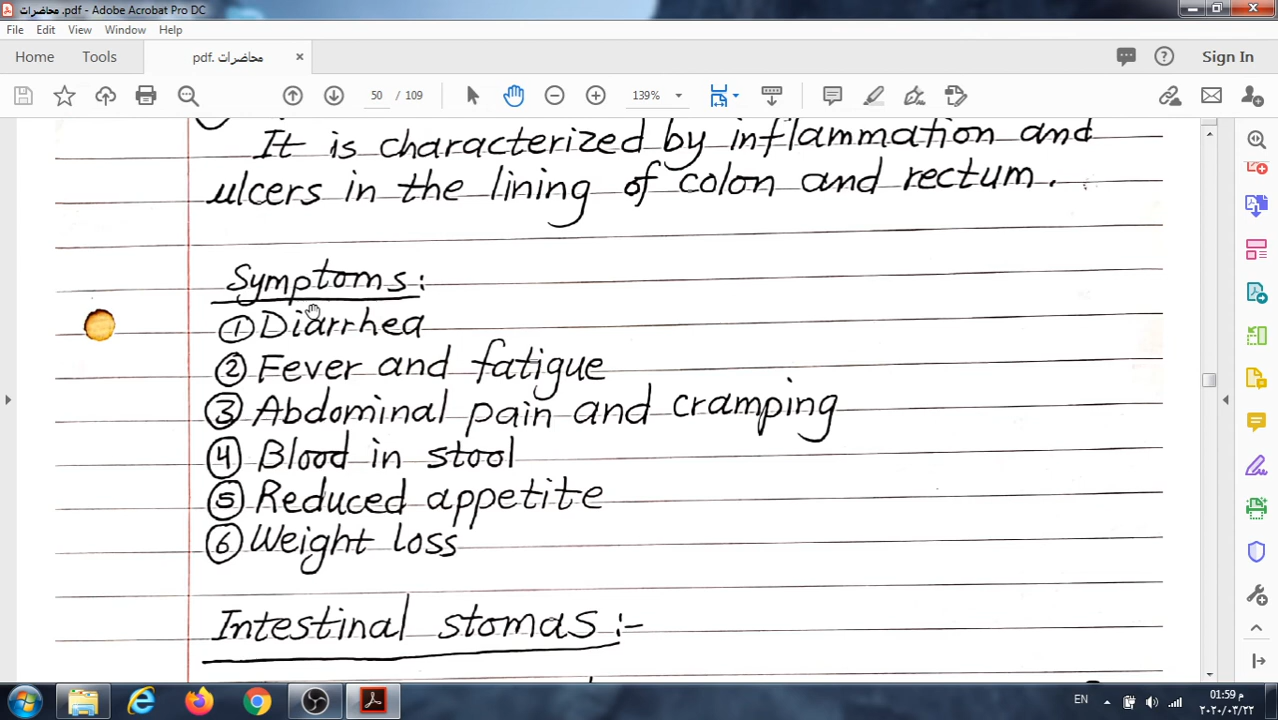 محاضرات.pdf - Adobe Acrobat Pro DC
File Edit View Window Help
Home Tools محاضرات.pdf × Sign In
50 / 109 139%
It is characterized by inflammation and
ulcers in the lining of colon and rectum.
Symptoms:
① Diarrhea
② Fever and fatigue
③ Abdominal pain and cramping
④ Blood in stool
⑤ Reduced appetite
⑥ Weight loss
Intestinal stomas :-
EN 01:59 م
٢٠٢٠/٠٣/٢٢